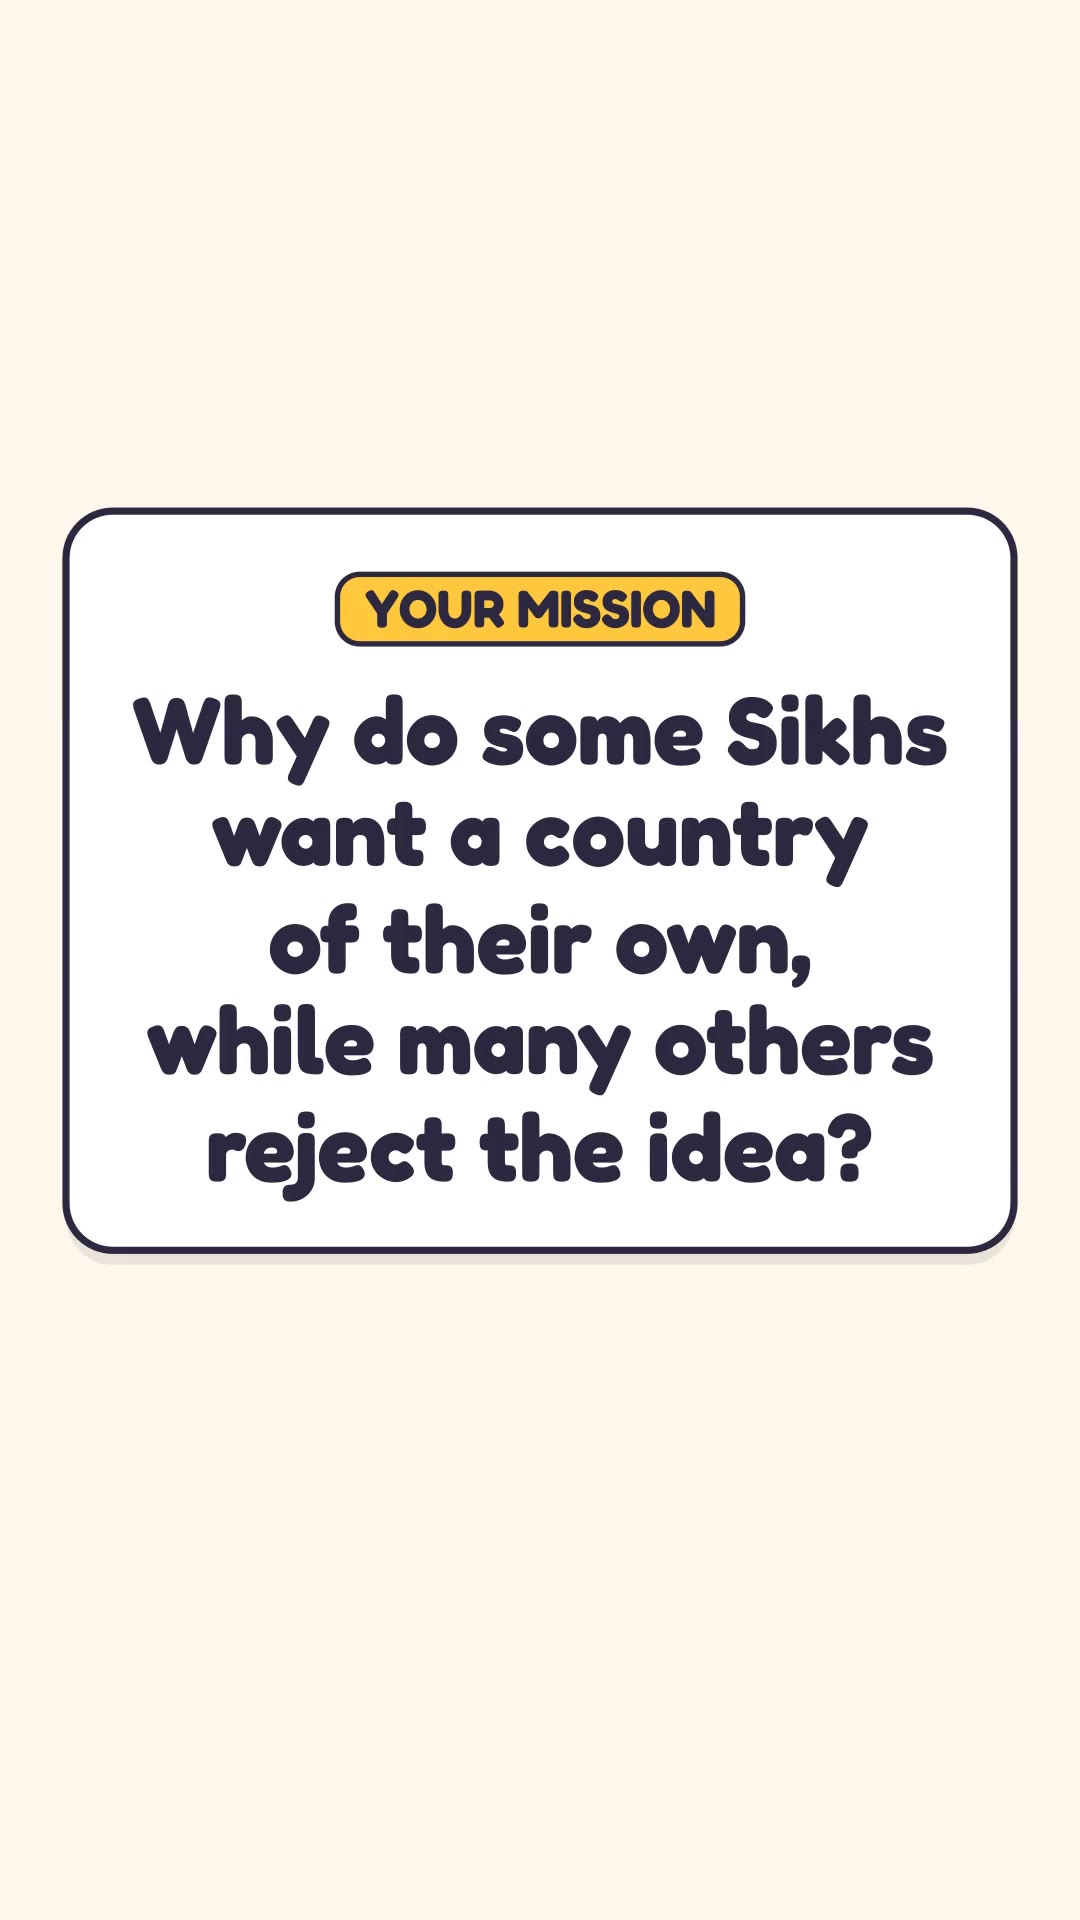 YOUR MISSION
Why do some Sikhs
want a country
of their own,
while many others
reject the idea?